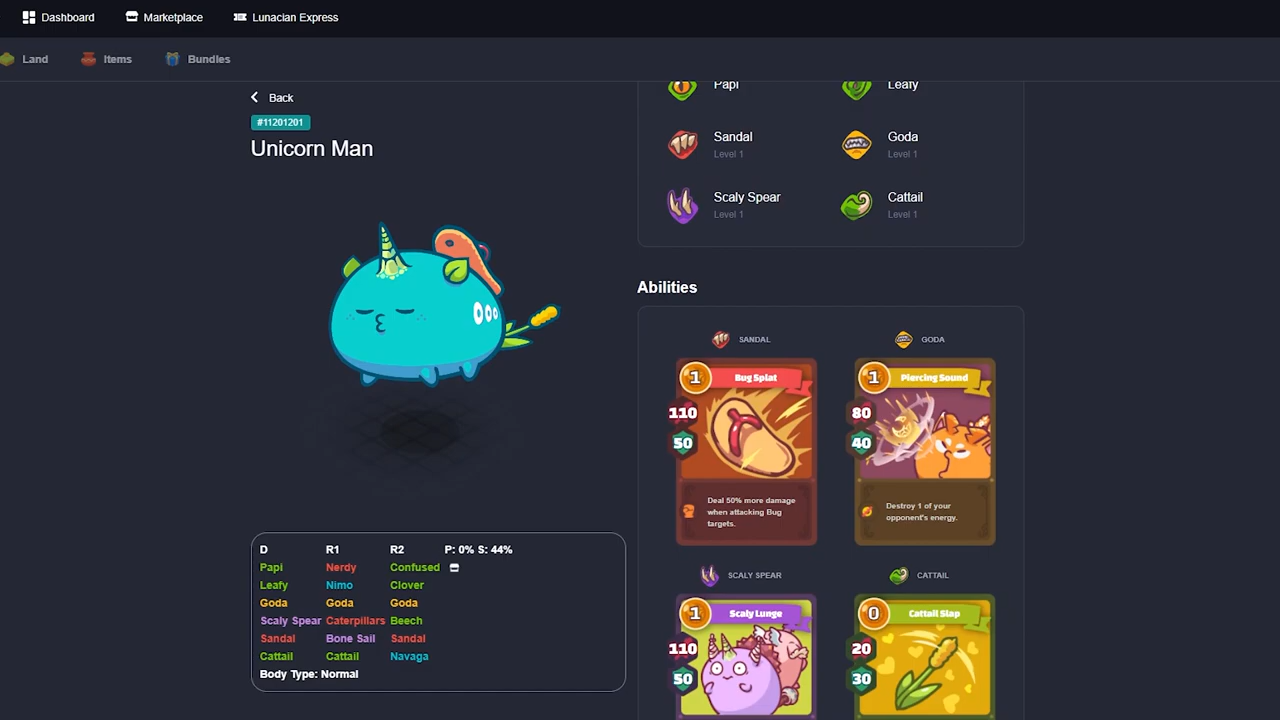 Dashboard Marketplace Lunacian Express
Land Items Bundles
Back
#11201201
Unicorn Man
Papi Leafy
Sandal Goda
Level 1 Level 1
Scaly Spear Cattail
Level 1 Level 1
Abilities
SANDAL GODA
1 Bug Splat 1 Piercing Sound
110 80
50 40
Deal 50% more damage
when attacking Bug
targets.
Destroy 1 of your
opponent's energy.
SCALY SPEAR CATTAIL
1 Scaly Lunge 0 Cattail Slap
110 20
50 30
D R1 R2 P: 0% S: 44%
Papi Nerdy Confused
Leafy Nimo Clover
Goda Goda Goda
Scaly Spear Caterpillars Beech
Sandal Bone Sail Sandal
Cattail Cattail Navaga
Body Type: Normal